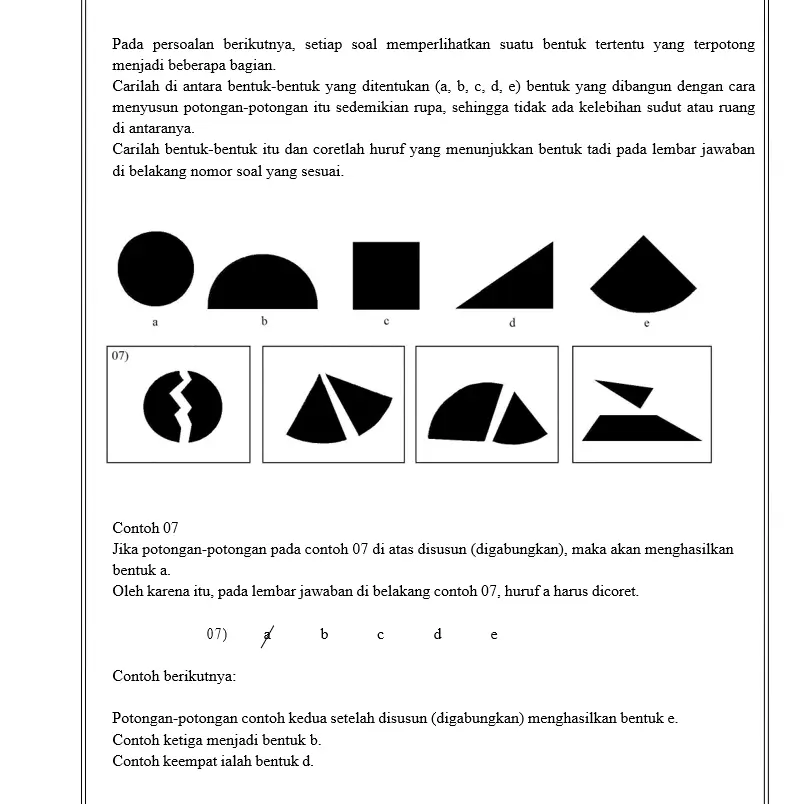 Pada persoalan berikutnya, setiap soal memperlihatkan suatu bentuk tertentu yang terpotong
menjadi beberapa bagian.
Carilah di antara bentuk-bentuk yang ditentukan (a, b, c, d, e) bentuk yang dibangun dengan cara
menyusun potongan-potongan itu sedemikian rupa, sehingga tidak ada kelebihan sudut atau ruang
di antaranya.
Carilah bentuk-bentuk itu dan coretlah huruf yang menunjukkan bentuk tadi pada lembar jawaban
di belakang nomor soal yang sesuai.
a b c d e
07)
Contoh 07
Jika potongan-potongan pada contoh 07 di atas disusun (digabungkan), maka akan menghasilkan
bentuk a.
Oleh karena itu, pada lembar jawaban di belakang contoh 07, huruf a harus dicoret.
07) a b c d e
Contoh berikutnya:
Potongan-potongan contoh kedua setelah disusun (digabungkan) menghasilkan bentuk e.
Contoh ketiga menjadi bentuk b.
Contoh keempat ialah bentuk d.